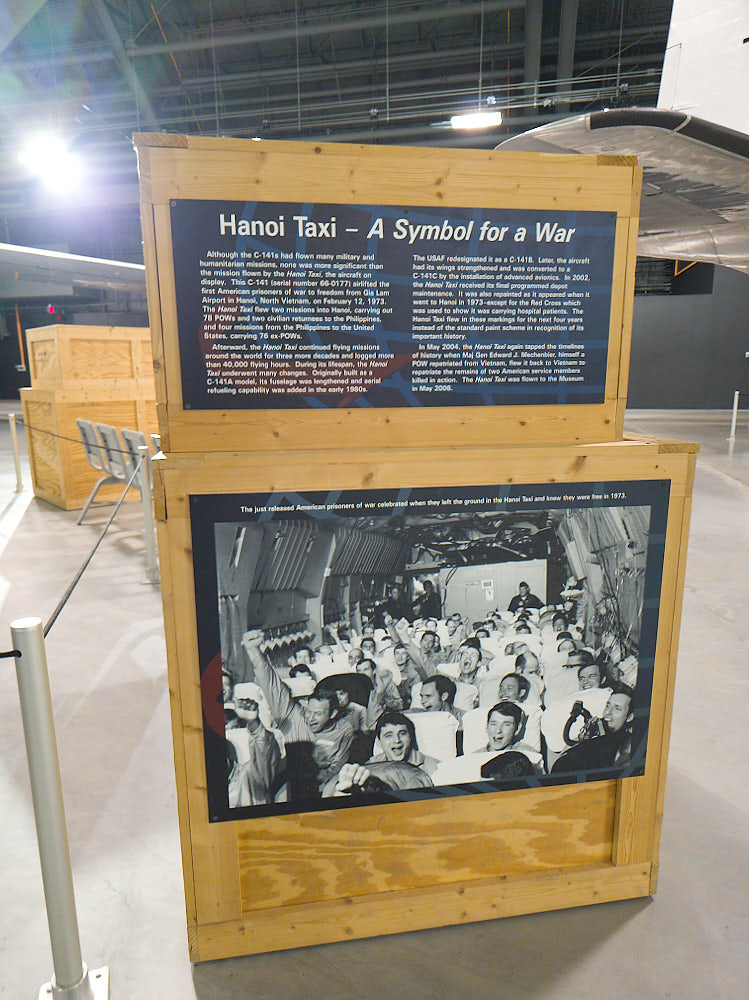 Hanoi Taxi – A Symbol for a War
Although the C-141s had flown many military and
humanitarian missions, none was more significant than
the mission flown by the Hanoi Taxi, the aircraft on
display. This C-141 (serial number 66-0177) airlifted the
first American prisoners of war to freedom from Gia Lam
Airport in Hanoi, North Vietnam, on February 12, 1973.
The Hanoi Taxi flew two missions into Hanoi, carrying out
78 POWs and two civilian returnees to the Philippines,
and four missions from the Philippines to the United
States, carrying 76 ex-POWs.
Afterward, the Hanoi Taxi continued flying missions
around the world for three more decades and logged more
than 40,000 flying hours. During its lifespan, the Hanoi
Taxi underwent many changes. Originally built as a
C-141A model, its fuselage was lengthened and aerial
refueling capability was added in the early 1980s.
The USAF redesignated it as a C-141B. Later, the aircraft
had its wings strengthened and was converted to a
C-141C by the installation of advanced avionics. In 2002,
the Hanoi Taxi received its final programmed depot
maintenance. It was also repainted as it appeared when it
went to Hanoi in 1973–except for the Red Cross which
was used to show it was carrying hospital patients. The
Hanoi Taxi flew in these markings for the next four years
instead of the standard paint scheme in recognition of its
important history.
In May 2004, the Hanoi Taxi again tapped the timelines
of history when Maj Gen Edward J. Mechenbier, himself a
POW repatriated from Vietnam, flew it back to Vietnam to
repatriate the remains of two American service members
killed in action. The Hanoi Taxi was flown to the Museum
in May 2006.
The just released American prisoners of war celebrated when they left the ground in the Hanoi Taxi and knew they were free in 1973.